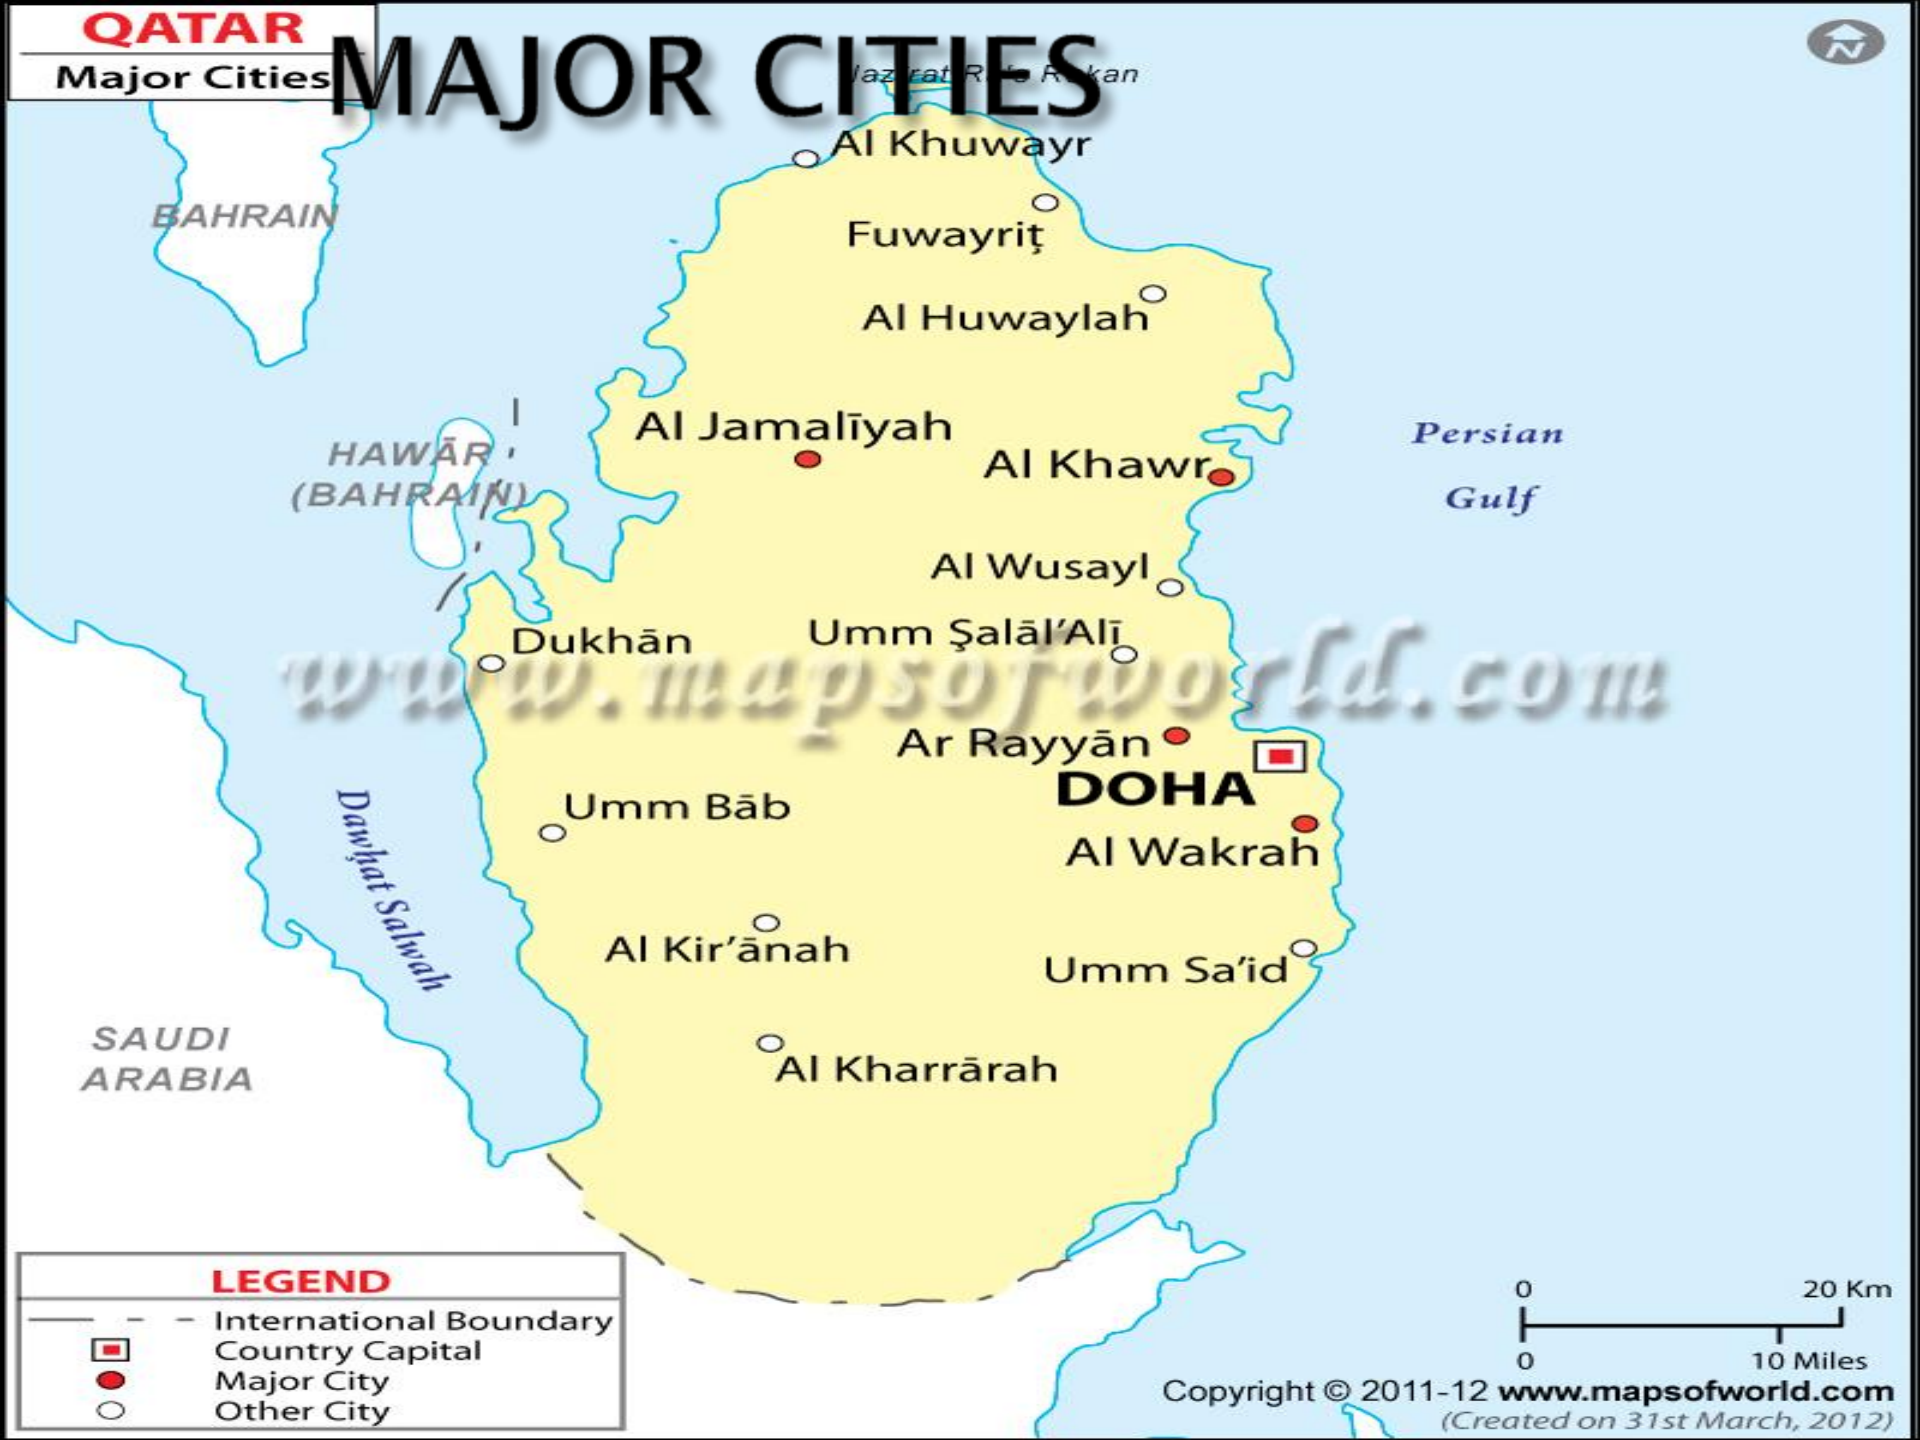 QATAR
Major Cities
MAJOR CITIES
Al Khuwayr
BAHRAIN
Fuwayriţ
Al Huwaylah
Al Jamalīyah
Persian
HAWĀR
Al Khawr
(BAHRAIN)
Gulf
Al Wusayl
Umm Şalāl'Alī
Dukhān
www.mapsofworld.com
Ar Rayyān
DOHA
Umm Bāb
Al Wakrah
Dawḩat Salwah
Al Kir'ānah
Umm Sa'id
SAUDI
ARABIA
Al Kharrārah
LEGEND
International Boundary
Country Capital
Major City
Other City
0 20 Km
0 10 Miles
Copyright © 2011-12 www.mapsofworld.com
(Created on 31st March, 2012)
N